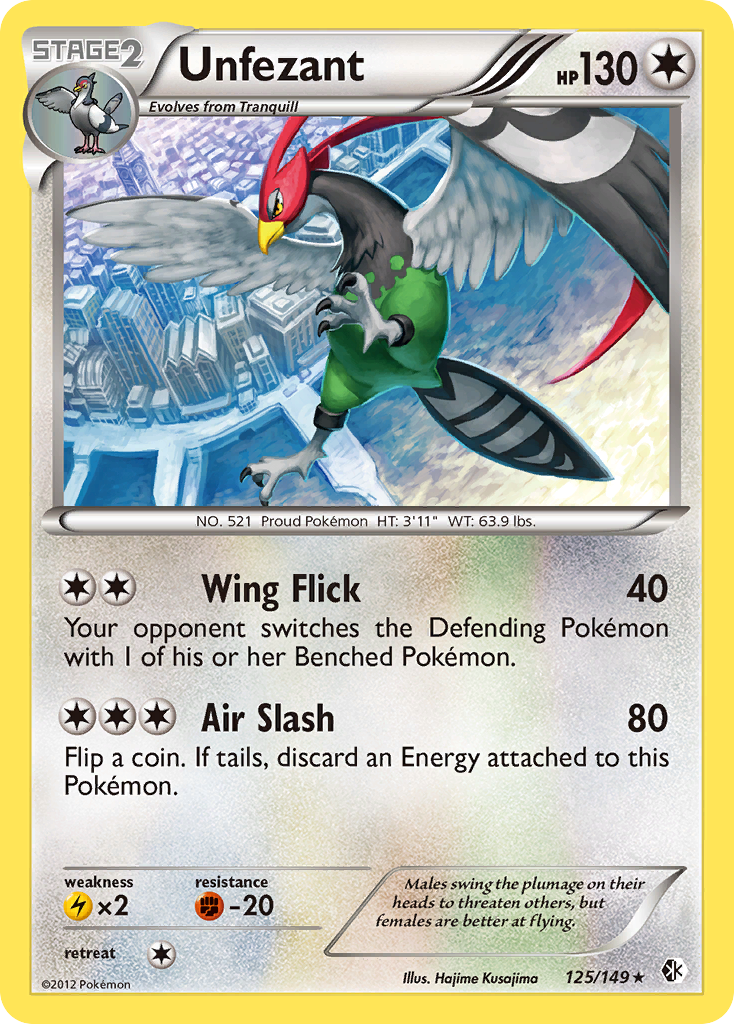 STAGE2
Unfezant
HP130
Evolves from Tranquill
NO. 521 Proud Pokémon HT: 3'11" WT: 63.9 lbs.
Wing Flick 40
Your opponent switches the Defending Pokémon
with 1 of his or her Benched Pokémon.
Air Slash 80
Flip a coin. If tails, discard an Energy attached to this
Pokémon.
weakness
×2
resistance
-20
retreat
Males swing the plumage on their
heads to threaten others, but
females are better at flying.
©2012 Pokémon
Illus. Hajime Kusajima
125/149★